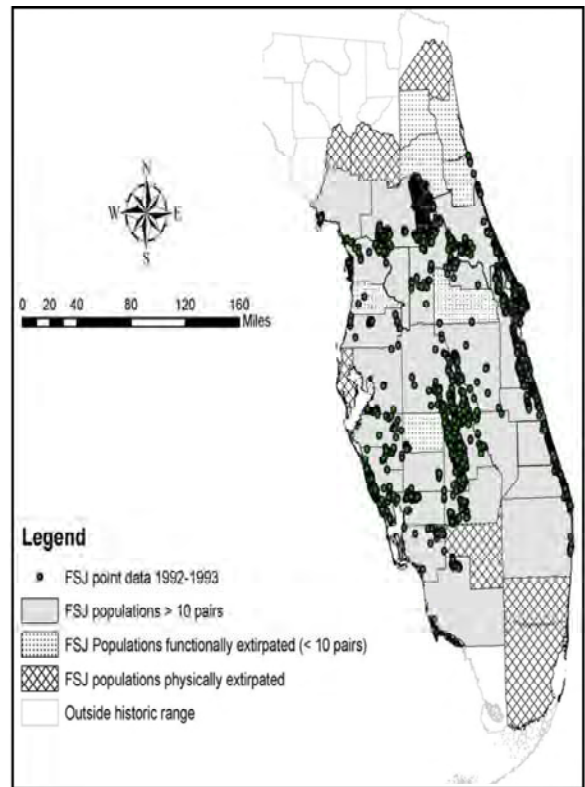 N
W E
S
0 20 40 80 120 160
Miles
Legend
FSJ point data 1992-1993
FSJ populations > 10 pairs
FSJ Populations functionally extirpated (< 10 pairs)
FSJ populations physically extirpated
Outside historic range